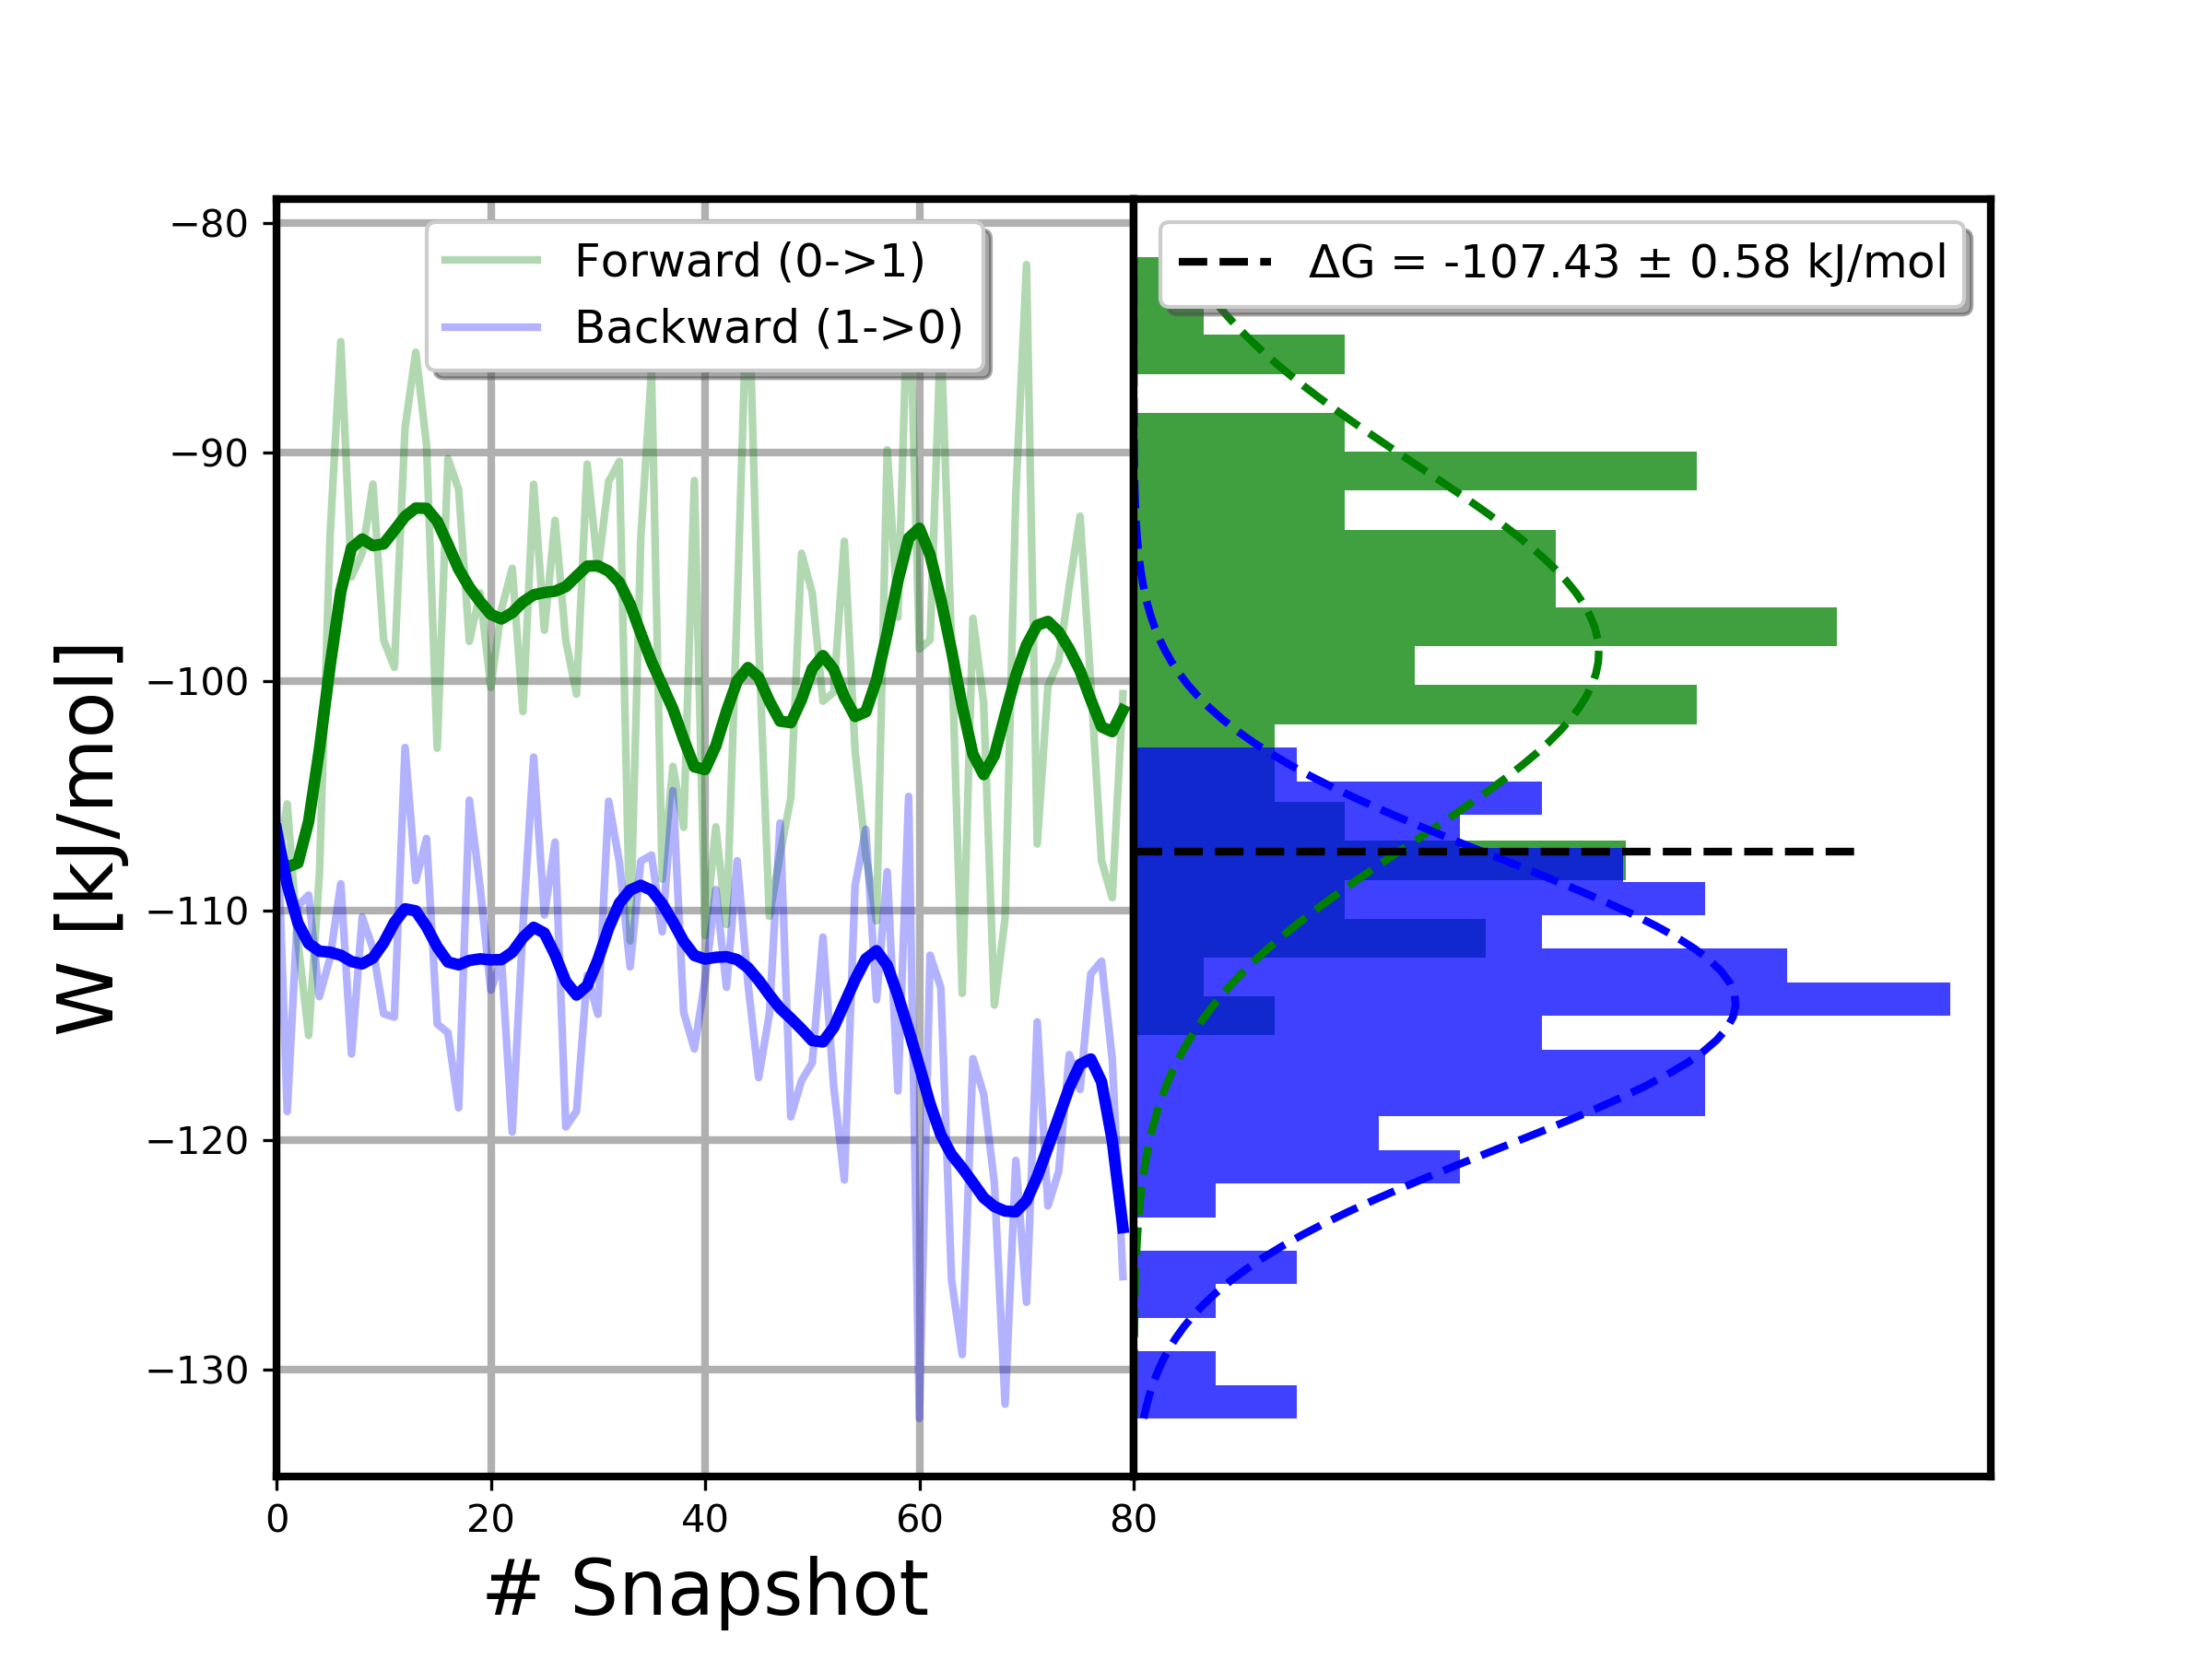 Forward (0->1)
Backward (1->0)
ΔG = -107.43 ± 0.58 kJ/mol
W [kJ/mol]
−80
−90
−100
−110
−120
−130
0 20 40 60 80
# Snapshot